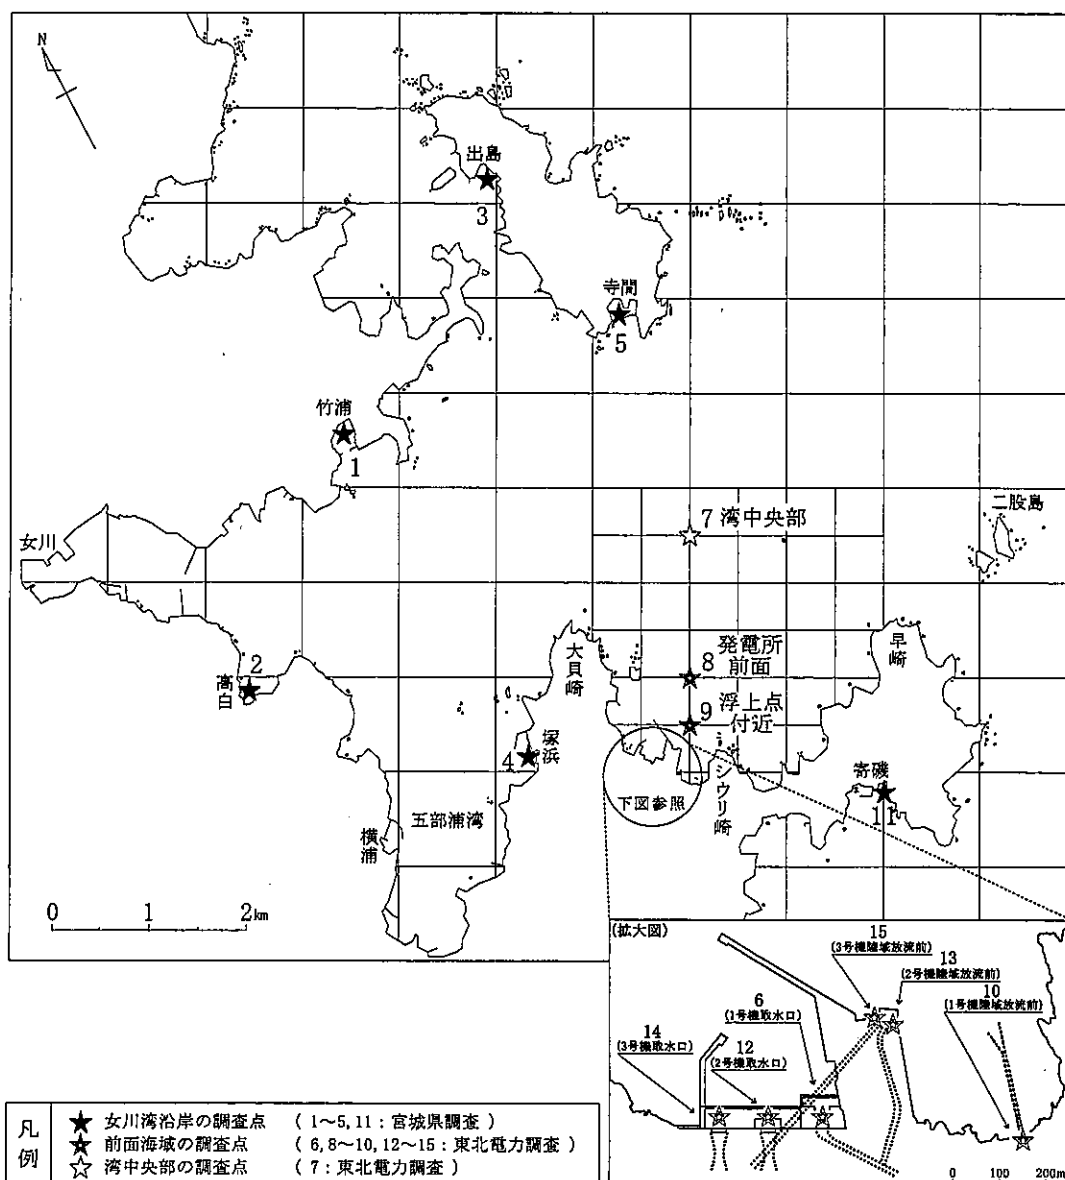 N
出島
3
寺間
5
竹浦
1
二股島
7 湾中央部
女川
早崎
大貝崎
発電所
8 前面
2
高白
9 浮上点
付近
塚浜
4
シウリ崎
寄磯
下図参照
五部浦湾
横浦
11
0 1 2km
(拡大図)
15
(3号機陸域放流前)
13
(2号機陸域放流前)
10
(1号機陸域放流前)
6
(1号機取水口)
14
(3号機取水口)
12
(2号機取水口)
0 100 200m
凡例
★ 女川湾沿岸の調査点 ( 1~5, 11 : 宮城県調査 )
前面海域の調査点 ( 6, 8~10, 12~15 : 東北電力調査 )
☆ 湾中央部の調査点 ( 7 : 東北電力調査 )